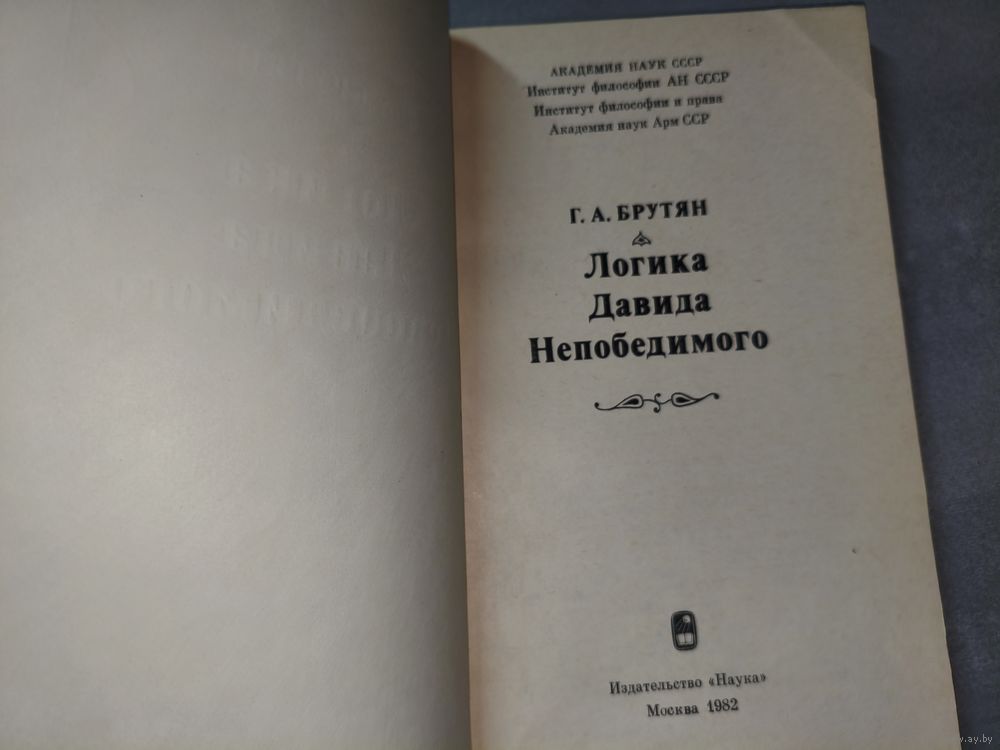 АКАДЕМИЯ НАУК СССР
Институт философии АН СССР
Институт философии и права
Академия наук Арм ССР
Г. А. БРУТЯН
Логика
Давида
Непобедимого
Издательство «Наука»
Москва 1982